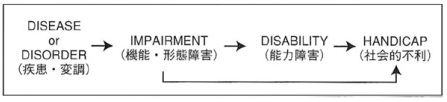 DISEASE
or
DISORDER
(疾患・変調)
IMPAIRMENT
(機能・形態障害)
DISABILITY
(能力障害)
HANDICAP
(社会的不利)